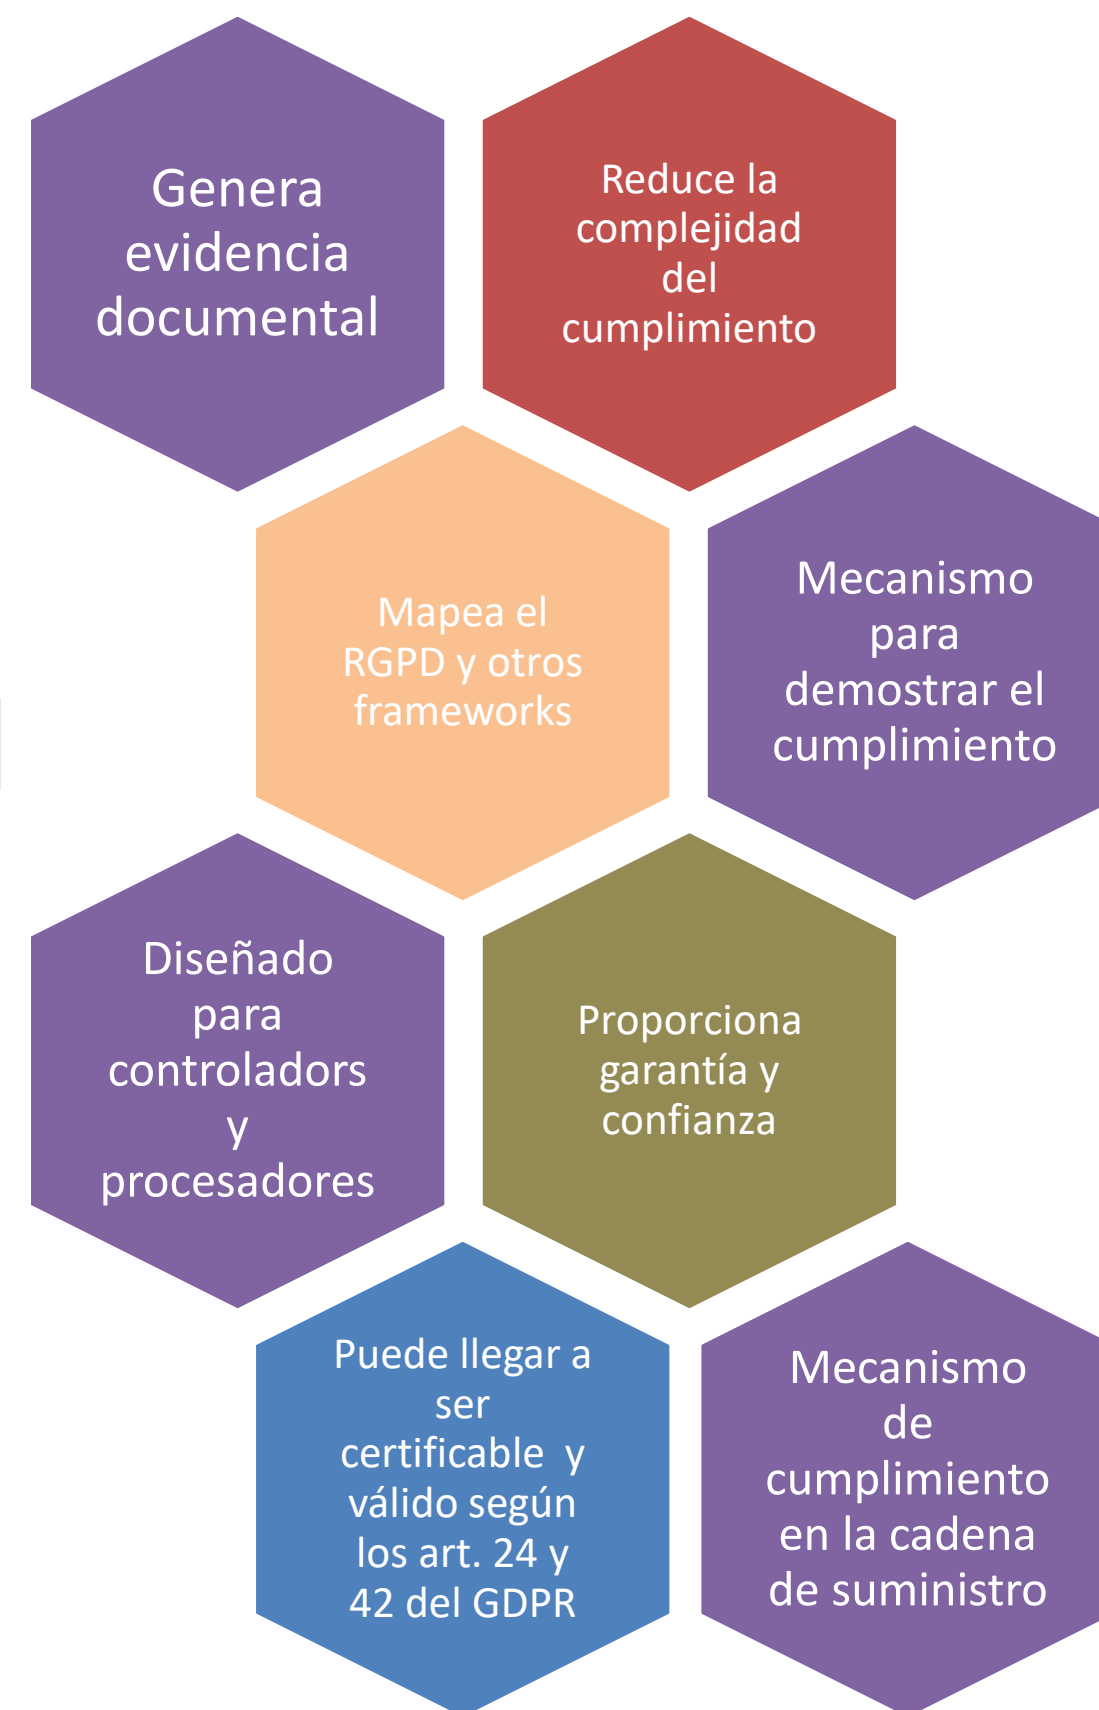 Genera
evidencia
documental
Reduce la
complejidad
del
cumplimiento
Mapea el
RGPD y otros
frameworks
Mecanismo
para
demostrar el
cumplimiento
Diseñado
para
controladors
y
procesadores
Proporciona
garantía y
confianza
Puede llegar a
ser
certificable  y
válido según
los art. 24 y
42 del GDPR
Mecanismo
de
cumplimiento
en la cadena
de suministro